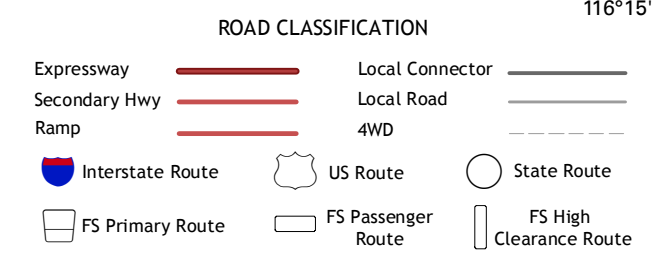 116°15'
ROAD CLASSIFICATION
Expressway
Local Connector
Secondary Hwy
Local Road
Ramp
4WD
Interstate Route
US Route
State Route
FS Primary Route
FS Passenger
Route
FS High
Clearance Route